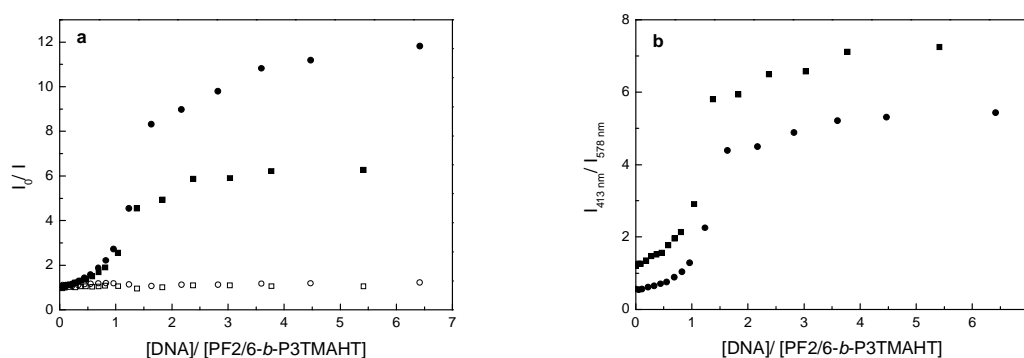 a
12
10
8
6
4
2
0
I0/ I
0 1 2 3 4 5 6 7
[DNA]/ [PF2/6-b-P3TMAHT]
b
8
6
4
2
0
I413 nm/ I578 nm
0 1 2 3 4 5 6
[DNA]/ [PF2/6-b-P3TMAHT]